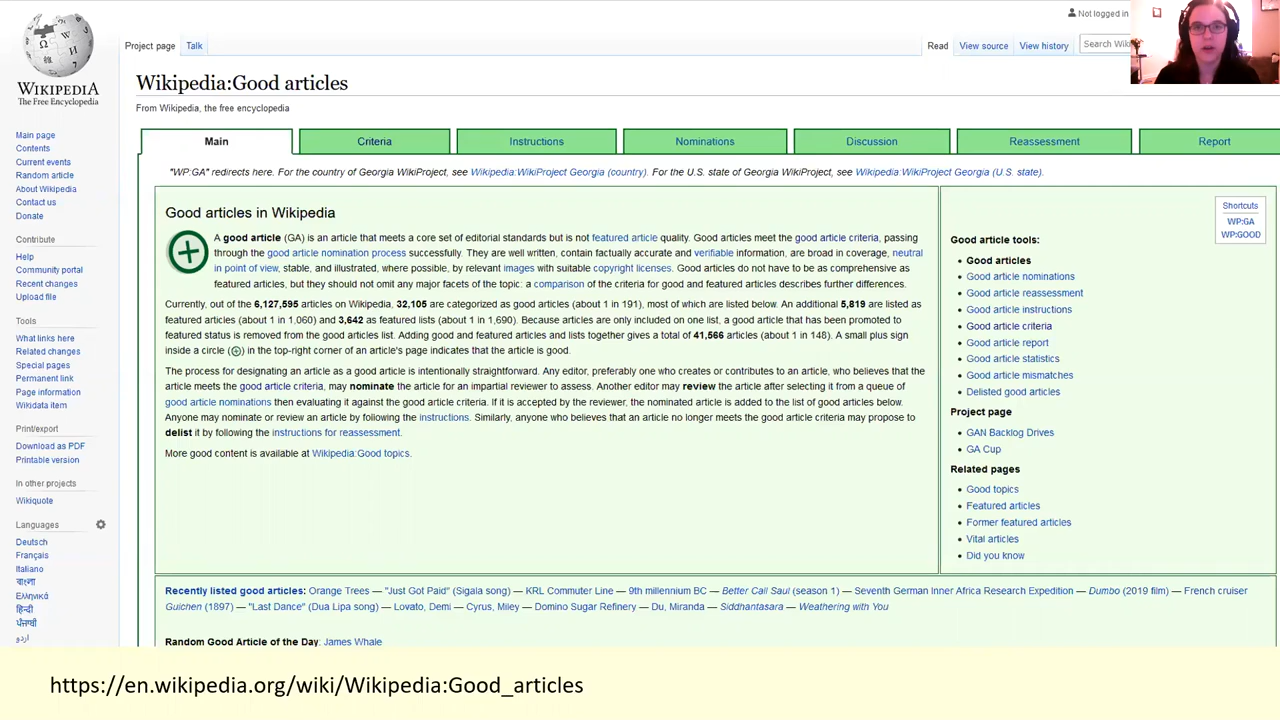 Not logged in
Project page
Talk
Read
View source
View history
Search Wiki
WIKIPEDIA
The Free Encyclopedia
Wikipedia:Good articles
From Wikipedia, the free encyclopedia
Main
Criteria
Instructions
Nominations
Discussion
Reassessment
Report
Main page
Contents
Current events
Random article
About Wikipedia
Contact us
Donate
Contribute
Help
Community portal
Recent changes
Upload file
Tools
What links here
Related changes
Special pages
Permanent link
Page information
Wikidata item
Print/export
Download as PDF
Printable version
In other projects
Wikiquote
Languages
Deutsch
Français
Italiano
বাংলা
Ελληνικά
हिन्दी
ਪੰਜਾਬੀ
اردو
"WP:GA" redirects here. For the country of Georgia WikiProject, see Wikipedia:WikiProject Georgia (country). For the U.S. state of Georgia WikiProject, see Wikipedia:WikiProject Georgia (U.S. state).
Good articles in Wikipedia
A good article (GA) is an article that meets a core set of editorial standards but is not featured article quality. Good articles meet the good article criteria, passing
through the good article nomination process successfully. They are well written, contain factually accurate and verifiable information, are broad in coverage, neutral
in point of view, stable, and illustrated, where possible, by relevant images with suitable copyright licenses. Good articles do not have to be as comprehensive as
featured articles, but they should not omit any major facets of the topic: a comparison of the criteria for good and featured articles describes further differences.
Currently, out of the 6,127,595 articles on Wikipedia, 32,105 are categorized as good articles (about 1 in 191), most of which are listed below. An additional 5,819 are listed as
featured articles (about 1 in 1,060) and 3,642 as featured lists (about 1 in 1,690). Because articles are only included on one list, a good article that has been promoted to
featured status is removed from the good articles list. Adding good and featured articles and lists together gives a total of 41,566 articles (about 1 in 148). A small plus sign
inside a circle (⊕) in the top-right corner of an article's page indicates that the article is good.
The process for designating an article as a good article is intentionally straightforward. Any editor, preferably one who creates or contributes to an article, who believes that the
article meets the good article criteria, may nominate the article for an impartial reviewer to assess. Another editor may review the article after selecting it from a queue of
good article nominations then evaluating it against the good article criteria. If it is accepted by the reviewer, the nominated article is added to the list of good articles below.
Anyone may nominate or review an article by following the instructions. Similarly, anyone who believes that an article no longer meets the good article criteria may propose to
delist it by following the instructions for reassessment.
More good content is available at Wikipedia:Good topics.
Shortcuts
WP:GA
WP:GOOD
Good article tools:
Good articles
Good article nominations
Good article reassessment
Good article instructions
Good article criteria
Good article report
Good article statistics
Good article mismatches
Delisted good articles
Project page
GAN Backlog Drives
GA Cup
Related pages
Good topics
Featured articles
Former featured articles
Vital articles
Did you know
Recently listed good articles: Orange Trees — "Just Got Paid" (Sigala song) — KRL Commuter Line — 9th millennium BC — Better Call Saul (season 1) — Seventh German Inner Africa Research Expedition — Dumbo (2019 film) — French cruiser
Guichen (1897) — "Last Dance" (Dua Lipa song) — Lovato, Demi — Cyrus, Miley — Domino Sugar Refinery — Du, Miranda — Siddhantasara — Weathering with You
Random Good Article of the Day: James Whale
https://en.wikipedia.org/wiki/Wikipedia:Good_articles